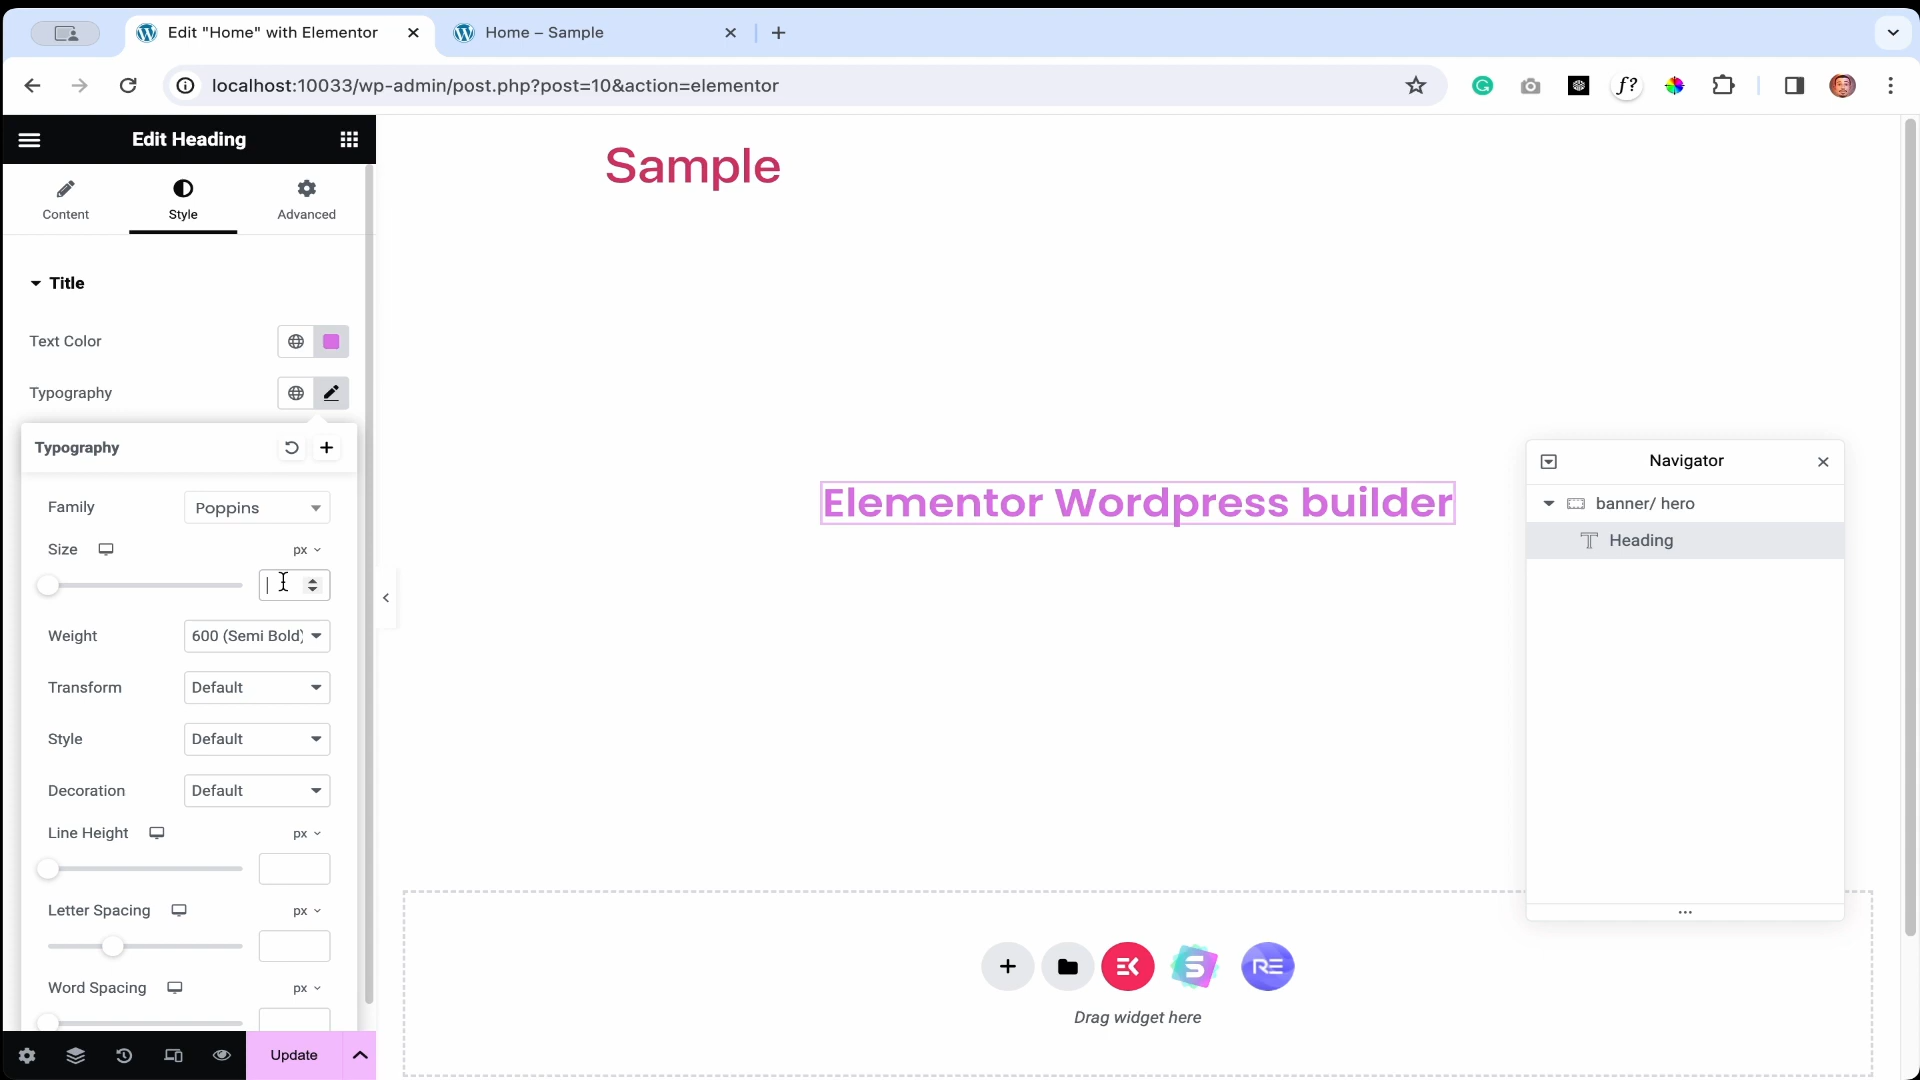 Edit "Home" with Elementor
Home – Sample
localhost:10033/wp-admin/post.php?post=10&action=elementor
f?
Edit Heading
Content
Style
Advanced
Title
Text Color
Typography
Typography
Family
Poppins
Size
px
Weight
600 (Semi Bold)
Transform
Default
Style
Default
Decoration
Default
Line Height
px
Letter Spacing
px
Word Spacing
px
Update
Sample
Elementor Wordpress builder
Navigator
banner/ hero
Heading
S
RE
Drag widget here